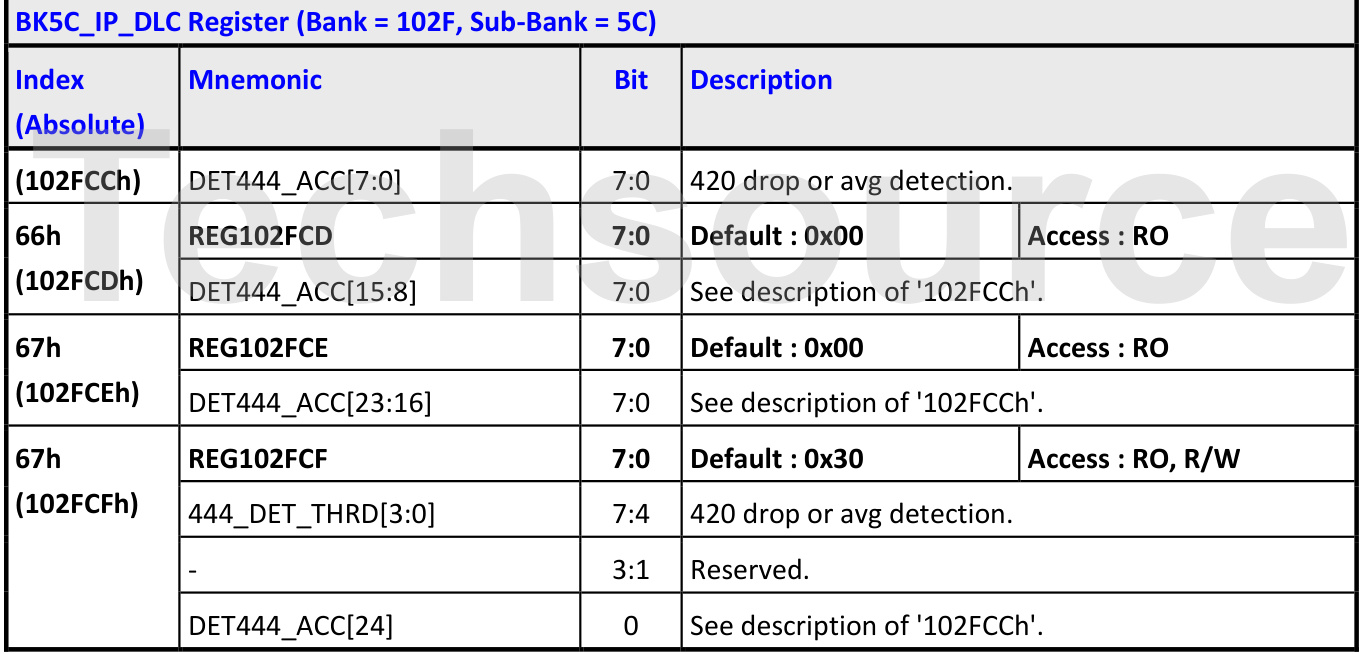 BK5C_IP_DLC Register (Bank = 102F, Sub-Bank = 5C)
Index (Absolute) Mnemonic Bit Description
(102FCCh) DET444_ACC[7:0] 7:0 420 drop or avg detection.
66h (102FCDh) REG102FCD 7:0 Default : 0x00 Access : RO
DET444_ACC[15:8] 7:0 See description of '102FCCh'.
67h (102FCEh) REG102FCE 7:0 Default : 0x00 Access : RO
DET444_ACC[23:16] 7:0 See description of '102FCCh'.
67h (102FCFh) REG102FCF 7:0 Default : 0x30 Access : RO, R/W
444_DET_THRD[3:0] 7:4 420 drop or avg detection.
- 3:1 Reserved.
DET444_ACC[24] 0 See description of '102FCCh'.
Techsource